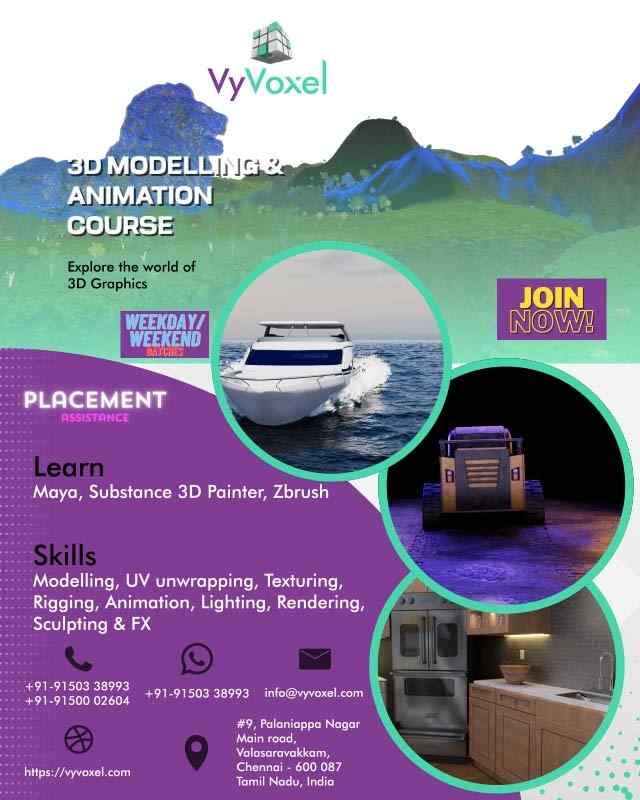 VyVoxel
3D MODELLING &
ANIMATION
COURSE
Explore the world of
3D Graphics
WEEKDAY/
WEEKEND
BATCHES
JOIN
NOW!
PLACEMENT
ASSISTANCE
Learn
Maya, Substance 3D Painter, Zbrush
Skills
Modelling, UV unwrapping, Texturing,
Rigging, Animation, Lighting, Rendering,
Sculpting & FX
+91-91503 38993
+91-91500 02604
+91-91503 38993
info@vyvoxel.com
https://vyvoxel.com
#9, Palaniappa Nagar
Main road,
Valasaravakkam,
Chennai - 600 087
Tamil Nadu, India